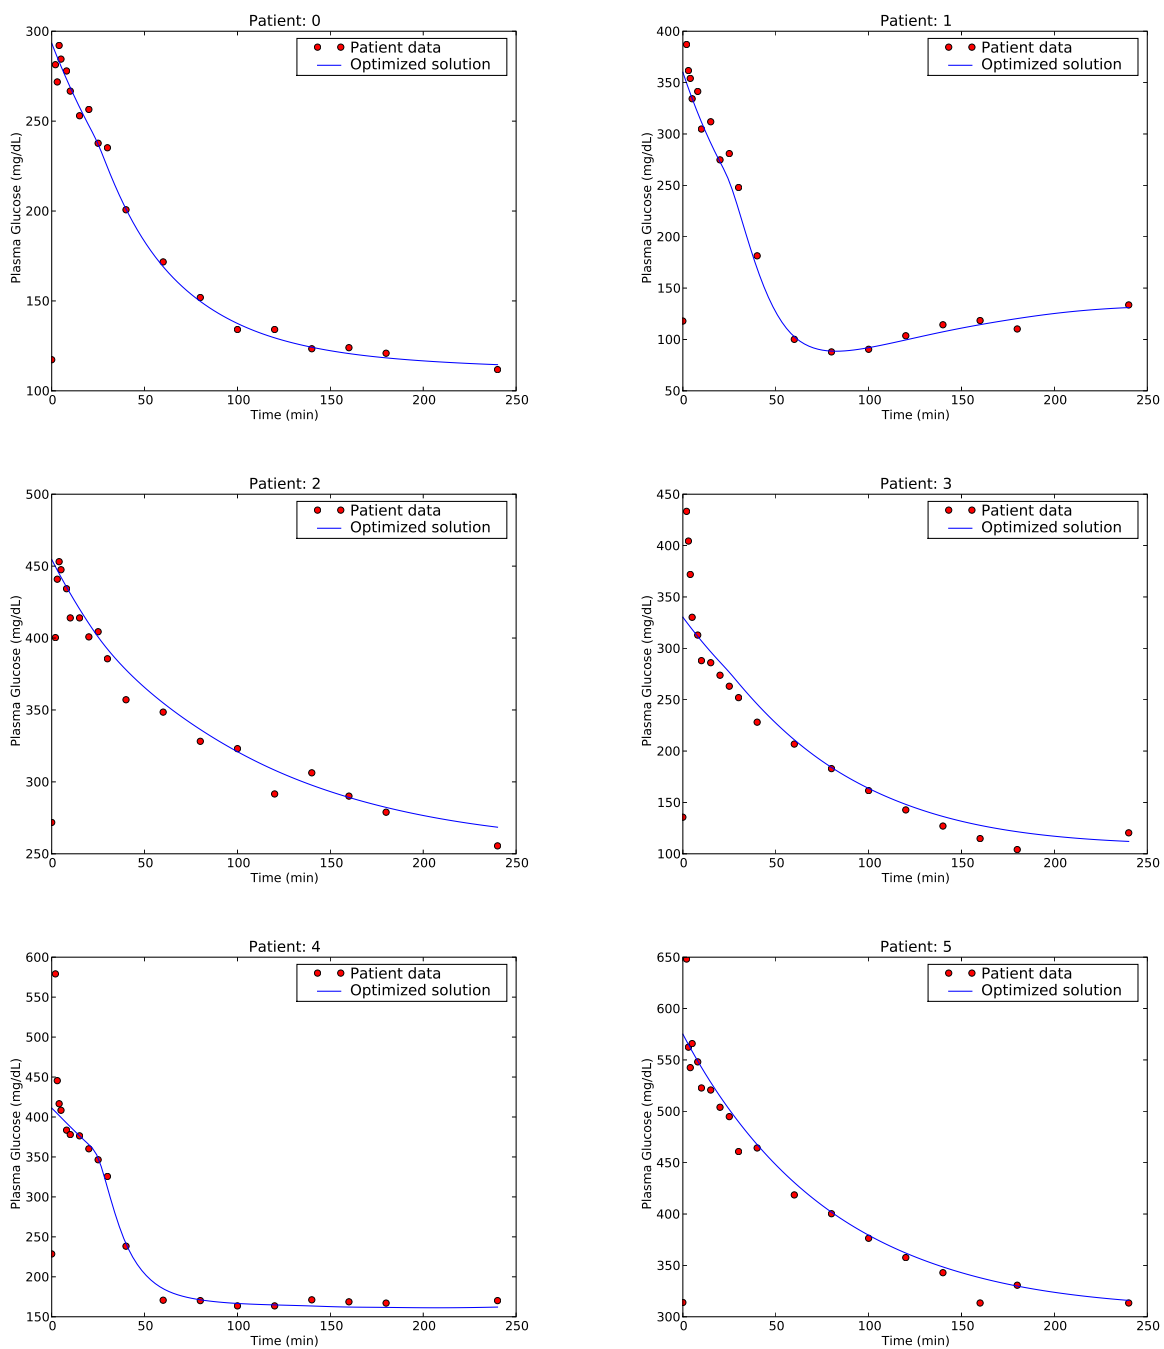 Patient: 0
Patient data
Optimized solution
300
250
200
150
100
Plasma Glucose (mg/dL)
0 50 100 150 200 250
Time (min)
Patient: 1
Patient data
Optimized solution
400
350
300
250
200
150
100
50
Plasma Glucose (mg/dL)
0 50 100 150 200 250
Time (min)
Patient: 2
Patient data
Optimized solution
500
450
400
350
300
250
Plasma Glucose (mg/dL)
0 50 100 150 200 250
Time (min)
Patient: 3
Patient data
Optimized solution
450
400
350
300
250
200
150
100
Plasma Glucose (mg/dL)
0 50 100 150 200 250
Time (min)
Patient: 4
Patient data
Optimized solution
600
550
500
450
400
350
300
250
200
150
Plasma Glucose (mg/dL)
0 50 100 150 200 250
Time (min)
Patient: 5
Patient data
Optimized solution
650
600
550
500
450
400
350
300
Plasma Glucose (mg/dL)
0 50 100 150 200 250
Time (min)